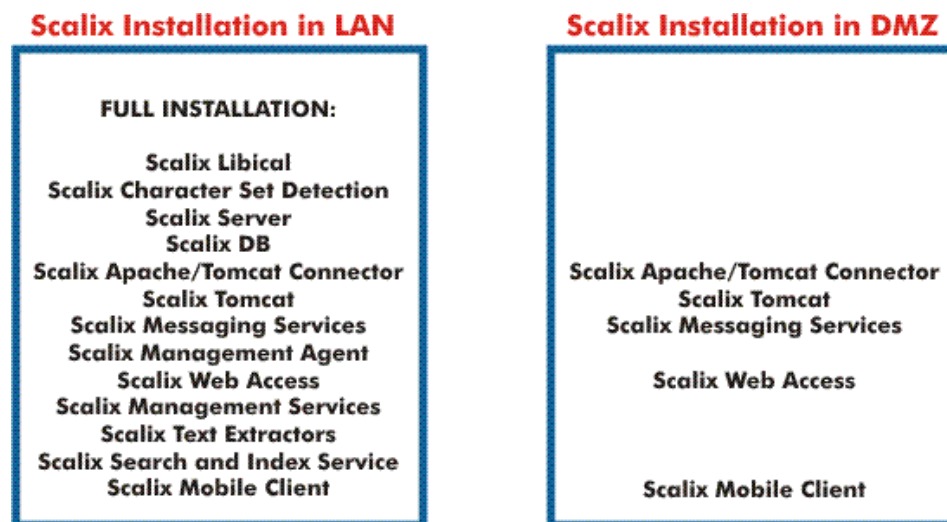 Scalix Installation in LAN
FULL INSTALLATION:
Scalix Libical
Scalix Character Set Detection
Scalix Server
Scalix DB
Scalix Apache/Tomcat Connector
Scalix Tomcat
Scalix Messaging Services
Scalix Management Agent
Scalix Web Access
Scalix Management Services
Scalix Text Extractors
Scalix Search and Index Service
Scalix Mobile Client
Scalix Installation in DMZ
Scalix Apache/Tomcat Connector
Scalix Tomcat
Scalix Messaging Services
Scalix Web Access
Scalix Mobile Client